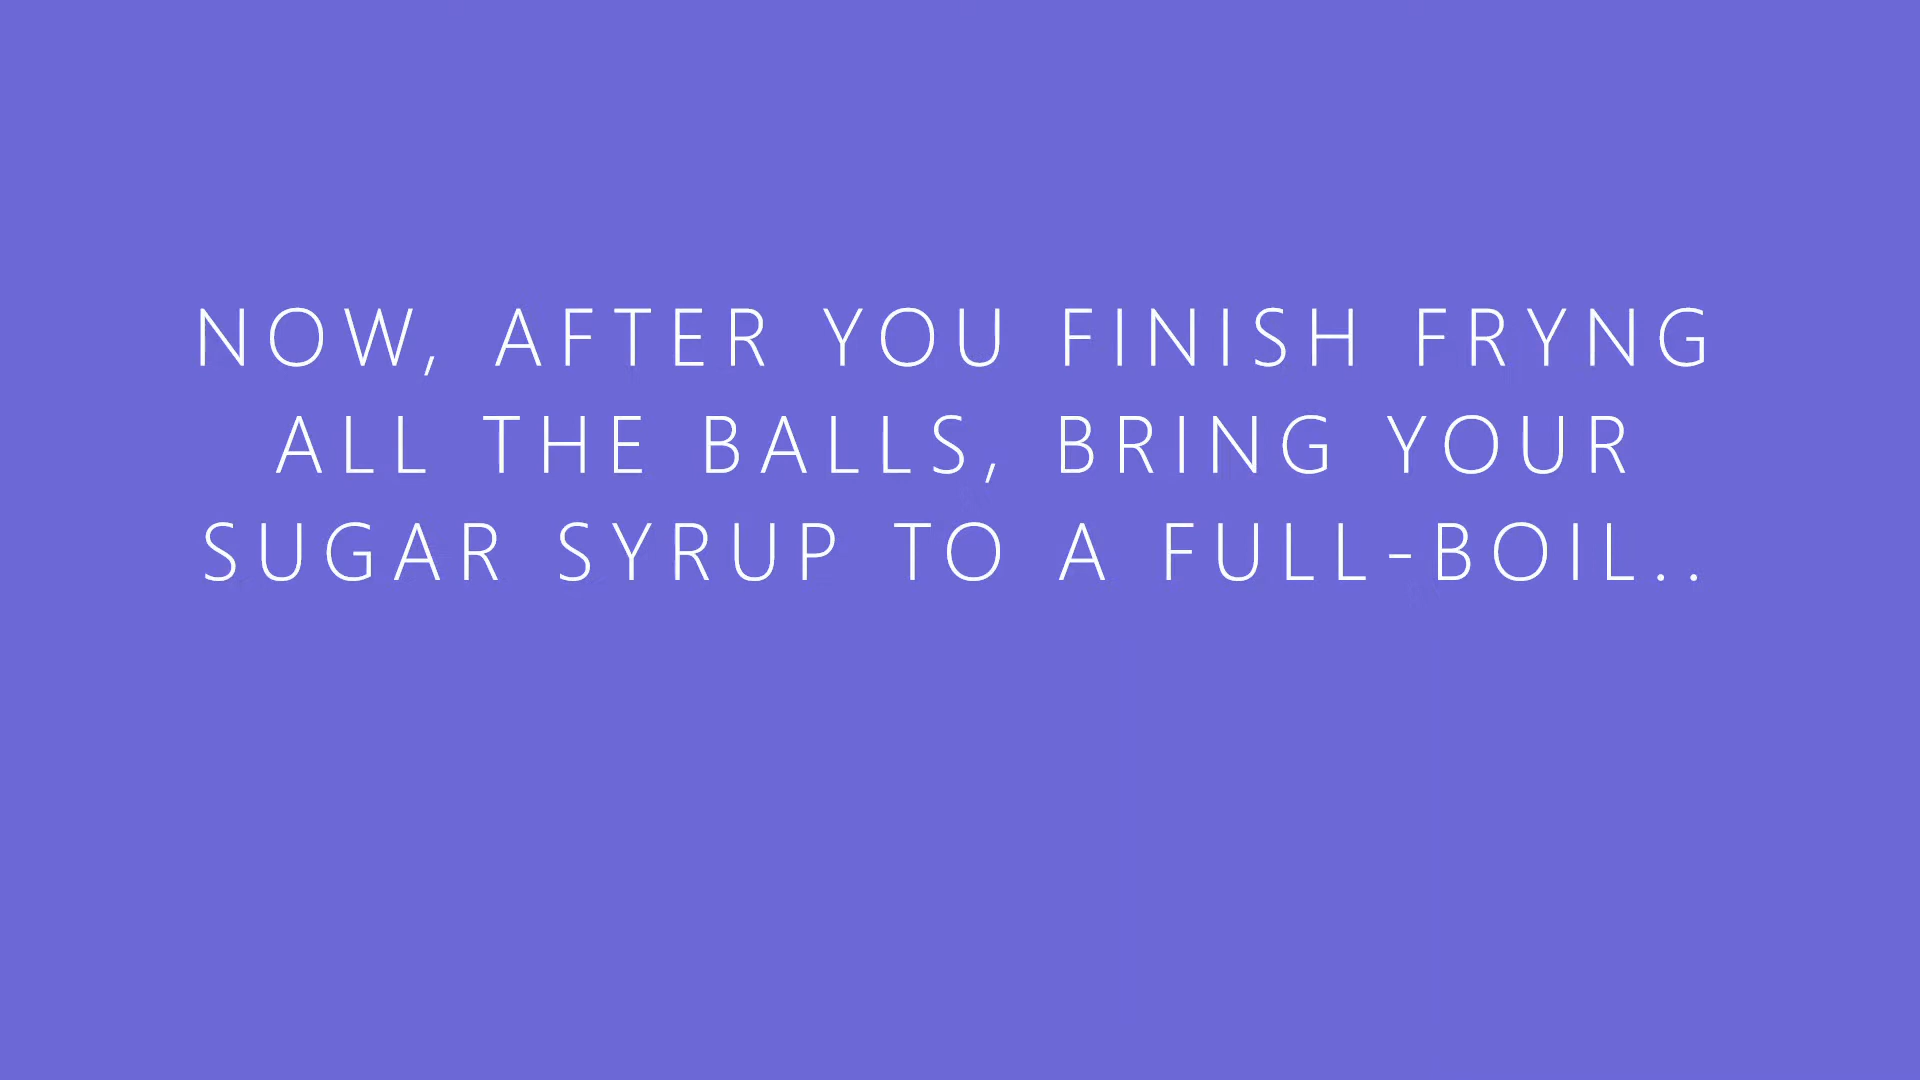 NOW, AFTER YOU FINISH FRYNG
ALL THE BALLS, BRING YOUR
SUGAR SYRUP TO A FULL-BOIL..